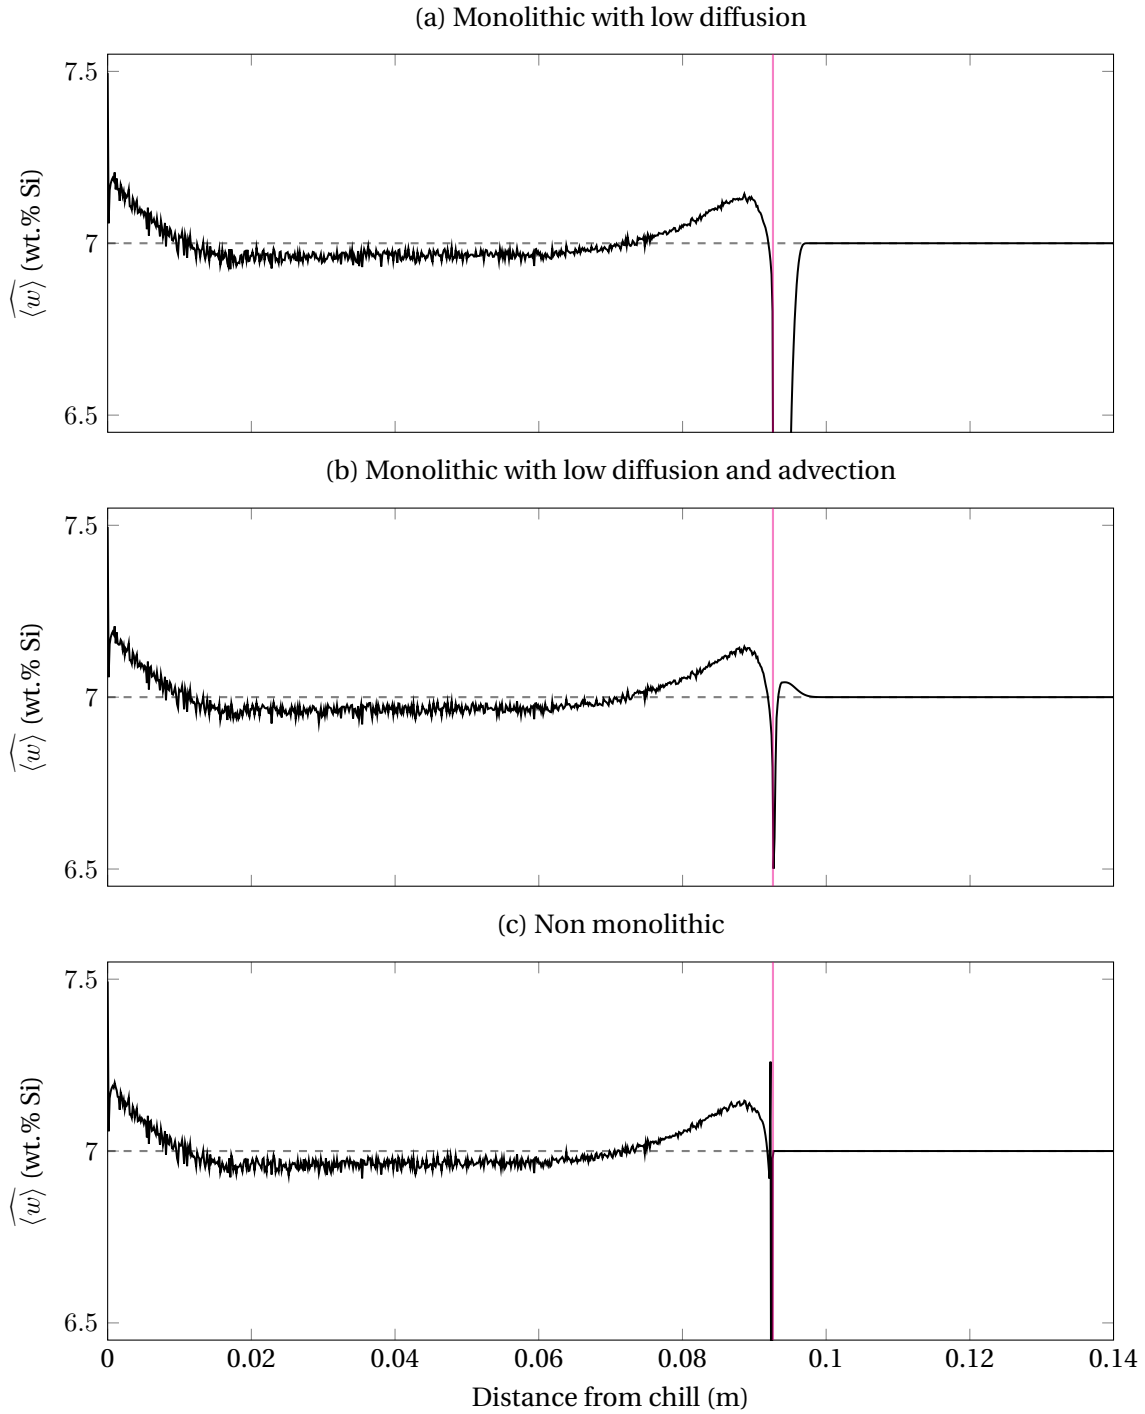 (a) Monolithic with low diffusion
7.5
7
6.5
⟨w⟩ (wt.% Si)
(b) Monolithic with low diffusion and advection
7.5
7
6.5
⟨w⟩ (wt.% Si)
(c) Non monolithic
7.5
7
6.5
⟨w⟩ (wt.% Si)
0 0.02 0.04 0.06 0.08 0.1 0.12 0.14
Distance from chill (m)